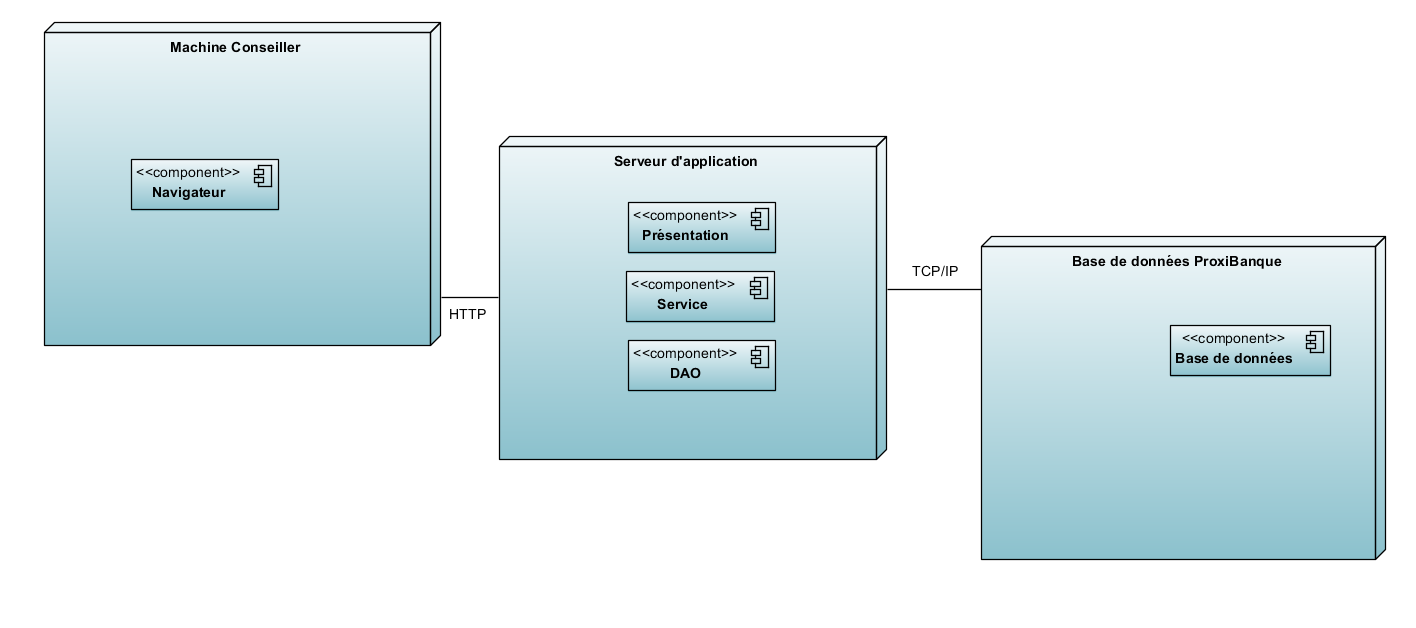 Machine Conseiller
<<component>>
Navigateur
HTTP
Serveur d'application
<<component>>
Présentation
<<component>>
Service
<<component>>
DAO
TCP/IP
Base de données ProxiBanque
<<component>>
Base de données